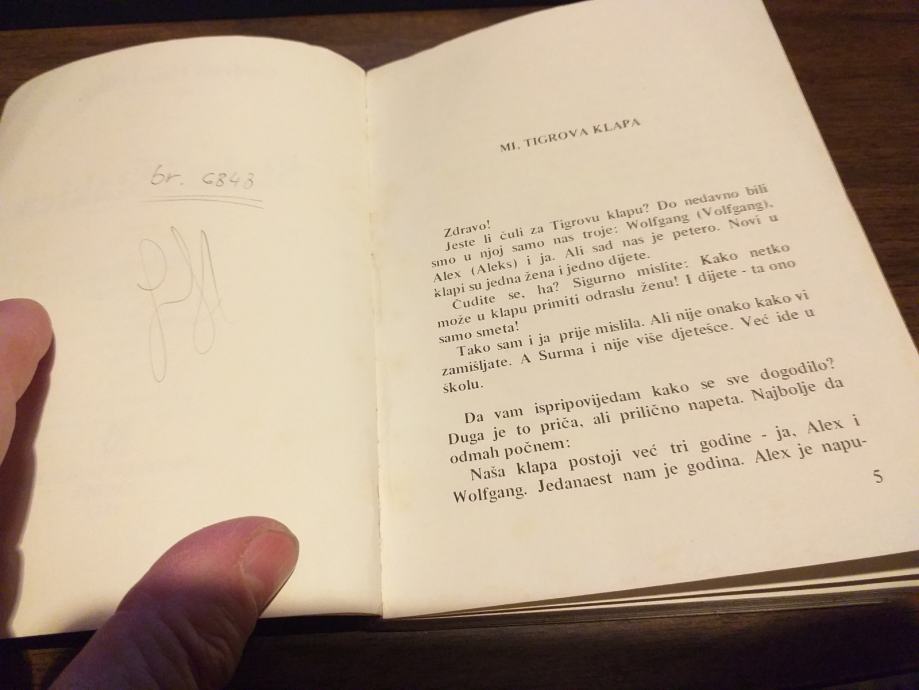 br. 6843
MI, TIGROVA KLAPA
Zdravo!
Jeste li čuli za Tigrovu klapu? Do nedavno bili
smo u njoj samo nas troje: Wolfgang (Volfgang),
Alex (Aleks) i ja. Ali sad nas je petero. Novi u
klapi su jedna žena i jedno dijete.
Čudite se, ha? Sigurno mislite: Kako netko
može u klapu primiti odraslu ženu! I dijete - ta ono
samo smeta!
Tako sam i ja prije mislila. Ali nije onako kako vi
zamišljate. A Surma i nije više djetešce. Već ide u
školu.
Da vam ispripovijedam kako se sve dogodilo?
Duga je to priča, ali prilično napeta. Najbolje da
odmah počnem:
Naša klapa postoji već tri godine - ja, Alex i
Wolfgang. Jedanaest nam je godina. Alex je napu-
5